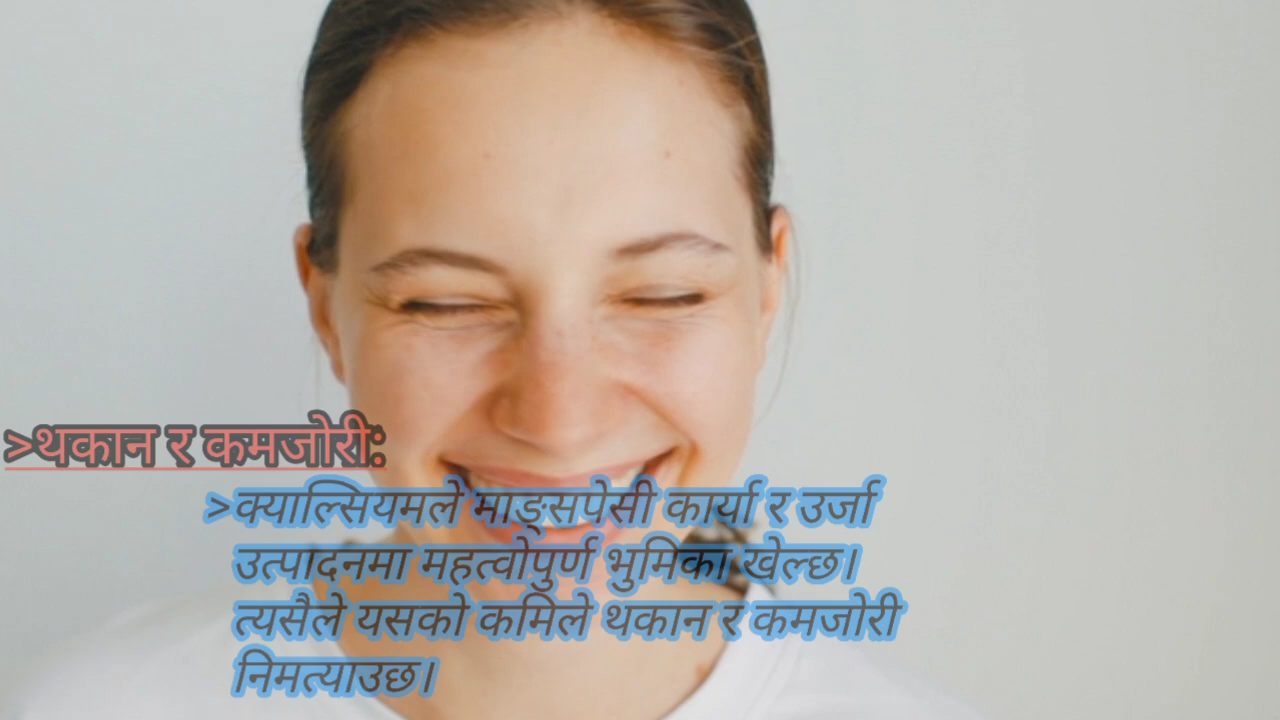 >थकान र कमजोरी:
>क्याल्सियमले माङ्सपेसी कार्या र उर्जा
उत्पादनमा महत्वोपुर्ण भुमिका खेल्छ।
त्यसैले यसको कमिले थकान र कमजोरी
निमत्याउछ।